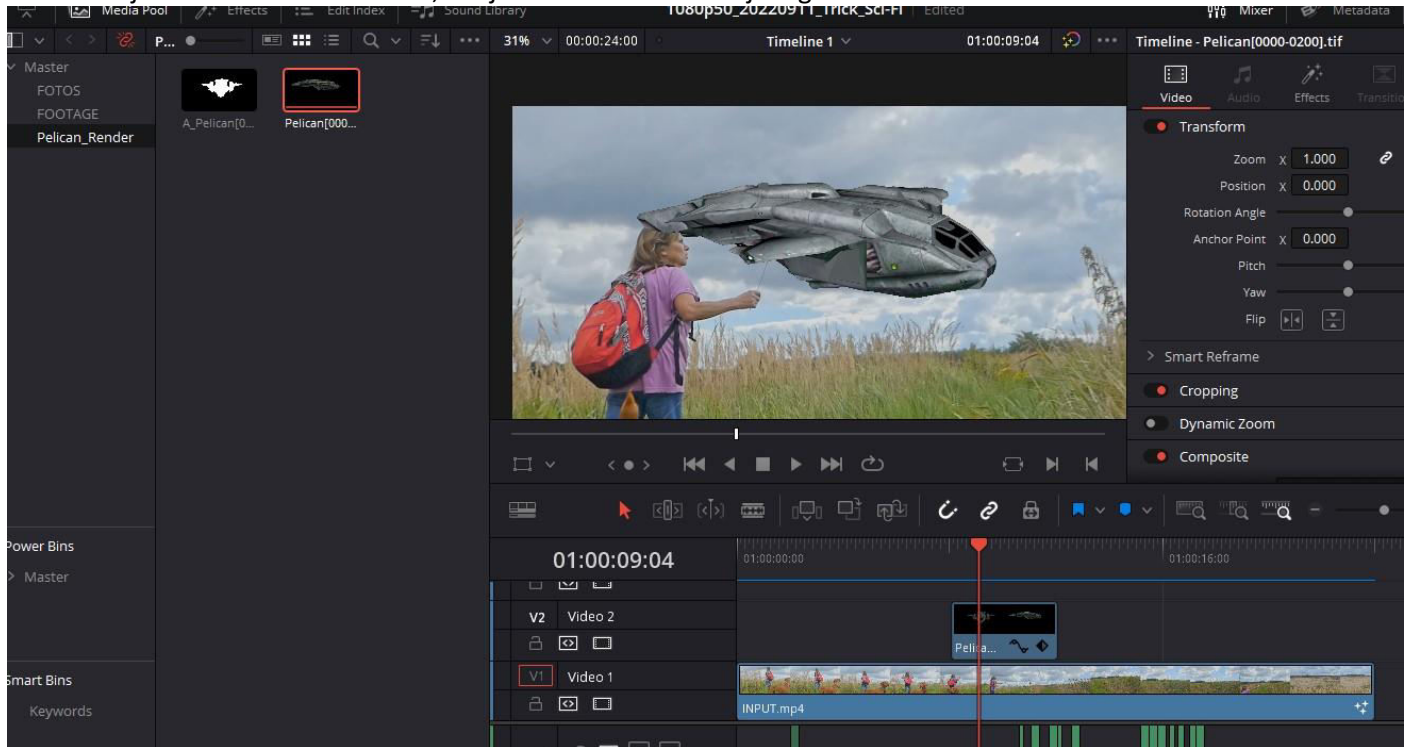 Media Pool Effects Edit Index Sound Library 1080p50_20220911_Trick_Sci-Fi Edited Mixer Metadata
P... 31% 00:00:24:00 Timeline 1 01:00:09:04 Timeline - Pelican[0000-0200].tif
Master
FOTOS
FOOTAGE
Pelican_Render
A_Pelican[0... Pelican[000...
Video Audio Effects Transitio
Transform
Zoom X 1.000
Position X 0.000
Rotation Angle
Anchor Point X 0.000
Pitch
Yaw
Flip
Smart Reframe
Cropping
Dynamic Zoom
Composite
Power Bins
Master
Smart Bins
Keywords
01:00:09:04 01:00:00:00 01:00:16:00
V2 Video 2
Pelica...
V1 Video 1
INPUT.mp4